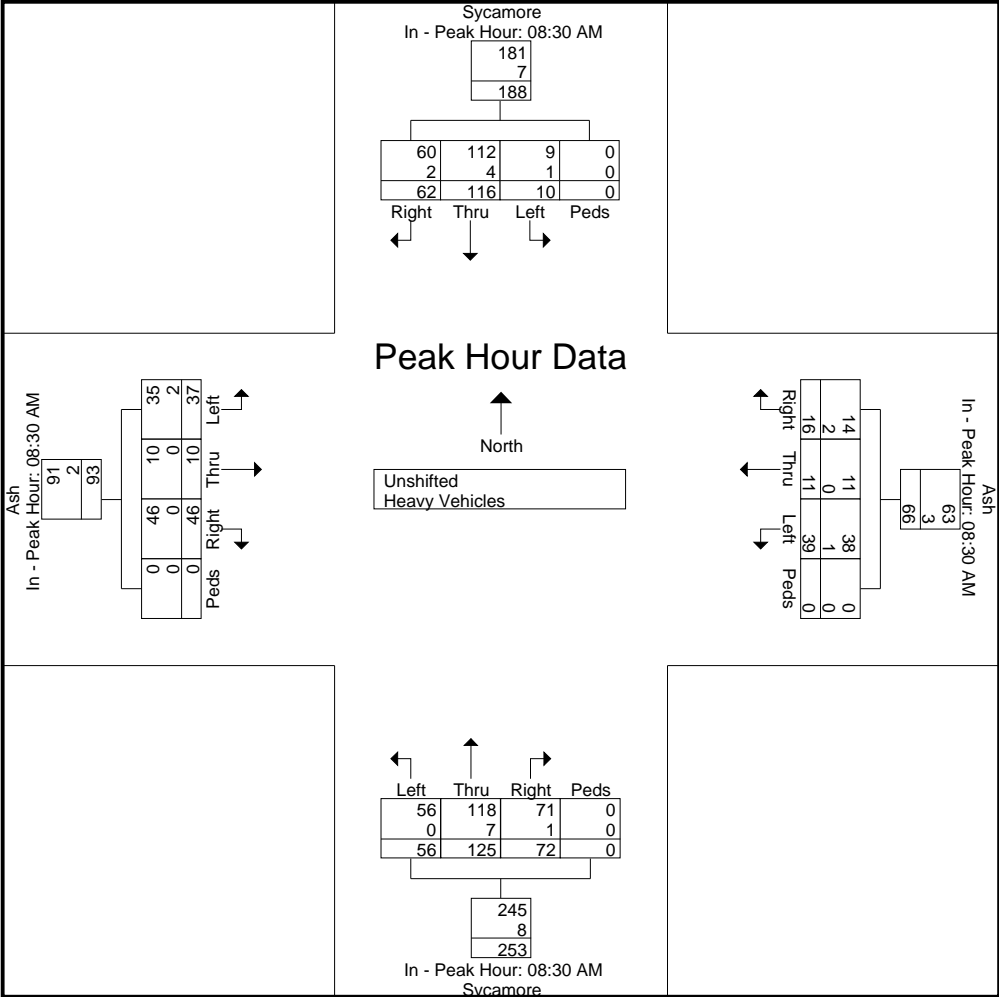 Sycamore
In - Peak Hour: 08:30 AM
181
7
188
60 112 9 0
2 4 1 0
62 116 10 0
Right Thru Left Peds
Peak Hour Data
North
Unshifted
Heavy Vehicles
Ash
In - Peak Hour: 08:30 AM
91
2
93
35 10 46 0
2 0 0 0
37 10 46 0
Left Thru Right Peds
Ash
In - Peak Hour: 08:30 AM
63
3
66
14 11 38 0
2 0 1 0
16 11 39 0
Right Thru Left Peds
Left Thru Right Peds
56 118 71 0
0 7 1 0
56 125 72 0
245
8
253
In - Peak Hour: 08:30 AM
Sycamore